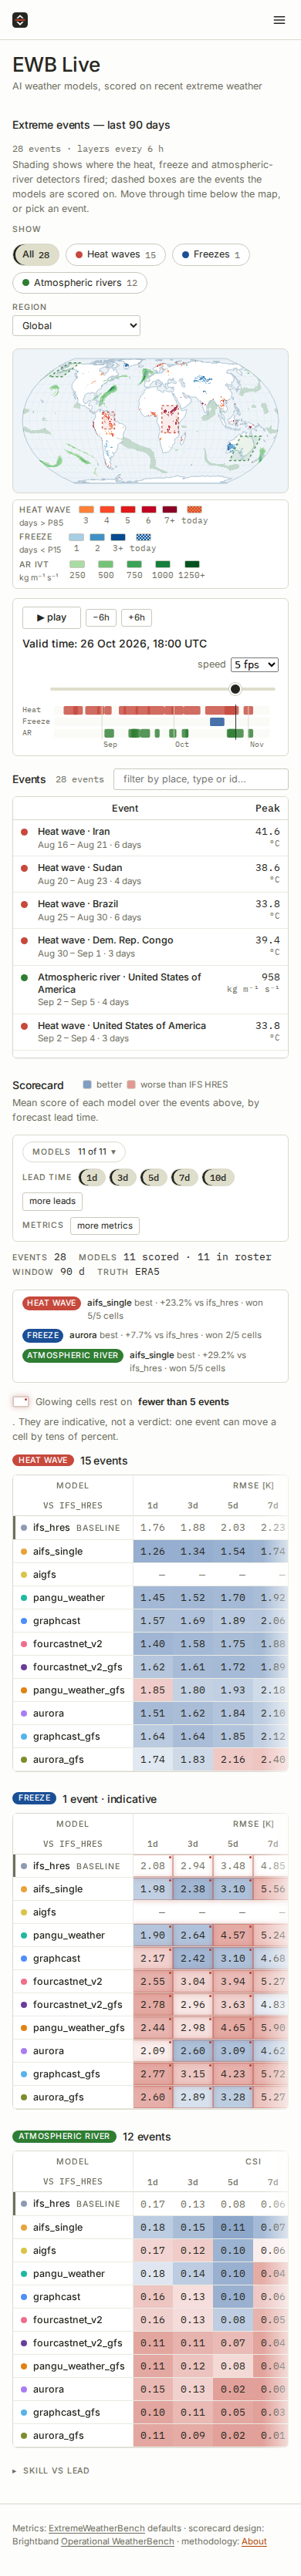 EWB Live
AI weather models, scored on recent extreme weather
Extreme events — last 90 days
28 events · layers every 6 h
Shading shows where the heat, freeze and atmospheric-
river detectors fired; dashed boxes are the events the
models are scored on. Move through time below the map,
or pick an event.
SHOW
All 28
Heat waves 15
Freezes 1
Atmospheric rivers 12
REGION
Global
HEAT WAVE
days > P85
3 4 5 6 7+ today
FREEZE
days < P15
1 2 3+ today
AR IVT
kg m⁻¹ s⁻¹
250 500 750 1000 1250+
▶ play −6h +6h
Valid time: 26 Oct 2026, 18:00 UTC
speed 5 fps
Heat
Freeze
AR
Sep Oct Nov
Events 28 events filter by place, type or id...
Event Peak
Heat wave · Iran 41.6
Aug 16 – Aug 21 · 6 days °C
Heat wave · Sudan 38.6
Aug 20 – Aug 23 · 4 days °C
Heat wave · Brazil 33.8
Aug 25 – Aug 30 · 6 days °C
Heat wave · Dem. Rep. Congo 39.4
Aug 30 – Sep 1 · 3 days °C
Atmospheric river · United States of 958
America kg m⁻¹ s⁻¹
Sep 2 – Sep 5 · 4 days
Heat wave · United States of America 33.8
Sep 2 – Sep 4 · 3 days °C
Scorecard better worse than IFS HRES
Mean score of each model over the events above, by
forecast lead time.
MODELS 11 of 11 ▾
LEAD TIME 1d 3d 5d 7d 10d
more leads
METRICS more metrics
EVENTS 28 MODELS 11 scored · 11 in roster
WINDOW 90 d TRUTH ERA5
HEAT WAVE aifs_single best · +23.2% vs ifs_hres · won
5/5 cells
FREEZE aurora best · +7.7% vs ifs_hres · won 2/5 cells
ATMOSPHERIC RIVER aifs_single best · +29.2% vs
ifs_hres · won 5/5 cells
Glowing cells rest on fewer than 5 events
. They are indicative, not a verdict: one event can move a
cell by tens of percent.
HEAT WAVE 15 events
MODEL RMSE [K]
VS IFS_HRES 1d 3d 5d 7d
ifs_hres BASELINE 1.76 1.88 2.03 2.23
aifs_single 1.26 1.34 1.54 1.74
aigfs — — — —
pangu_weather 1.45 1.52 1.70 1.92
graphcast 1.57 1.69 1.89 2.06
fourcastnet_v2 1.40 1.58 1.75 1.88
fourcastnet_v2_gfs 1.62 1.61 1.72 1.89
pangu_weather_gfs 1.85 1.80 1.93 2.18
aurora 1.51 1.62 1.84 2.10
graphcast_gfs 1.64 1.64 1.85 2.12
aurora_gfs 1.74 1.83 2.16 2.40
FREEZE 1 event · indicative
MODEL RMSE [K]
VS IFS_HRES 1d 3d 5d 7d
ifs_hres BASELINE 2.08 2.94 3.48 4.85
aifs_single 1.98 2.38 3.10 5.56
aigfs — — — —
pangu_weather 1.90 2.64 4.57 5.24
graphcast 2.17 2.42 3.10 4.68
fourcastnet_v2 2.55 3.04 3.94 5.27
fourcastnet_v2_gfs 2.78 2.96 3.63 4.83
pangu_weather_gfs 2.44 2.98 4.65 5.90
aurora 2.09 2.60 3.09 4.62
graphcast_gfs 2.77 3.15 4.23 5.72
aurora_gfs 2.60 2.89 3.28 5.27
ATMOSPHERIC RIVER 12 events
MODEL CSI
VS IFS_HRES 1d 3d 5d 7d
ifs_hres BASELINE 0.17 0.13 0.08 0.06
aifs_single 0.18 0.15 0.11 0.07
aigfs 0.17 0.12 0.10 0.06
pangu_weather 0.18 0.14 0.10 0.04
graphcast 0.16 0.13 0.10 0.06
fourcastnet_v2 0.16 0.13 0.08 0.05
fourcastnet_v2_gfs 0.11 0.11 0.07 0.04
pangu_weather_gfs 0.11 0.12 0.08 0.04
aurora 0.15 0.13 0.02 0.00
graphcast_gfs 0.10 0.11 0.05 0.03
aurora_gfs 0.11 0.09 0.02 0.01
▸ SKILL VS LEAD
Metrics: ExtremeWeatherBench defaults · scorecard design:
Brightband Operational WeatherBench · methodology: About